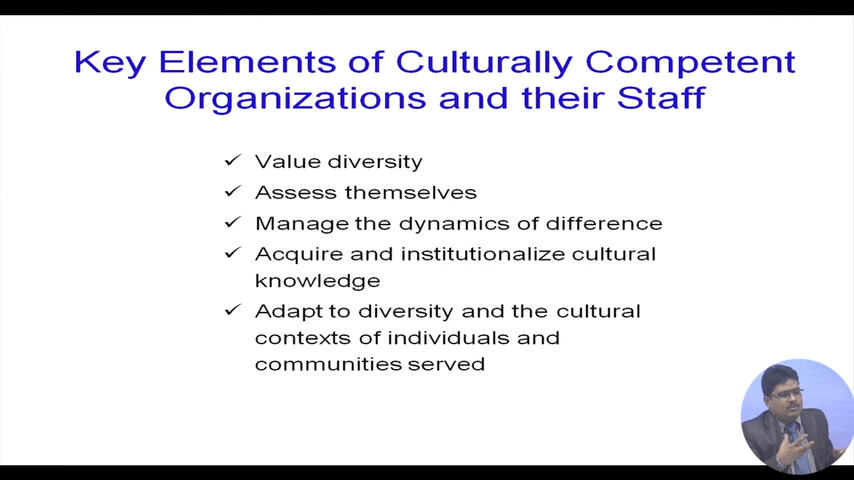 Key Elements of Culturally Competent
Organizations and their Staff
✓ Value diversity
✓ Assess themselves
✓ Manage the dynamics of difference
✓ Acquire and institutionalize cultural
knowledge
✓ Adapt to diversity and the cultural
contexts of individuals and
communities served